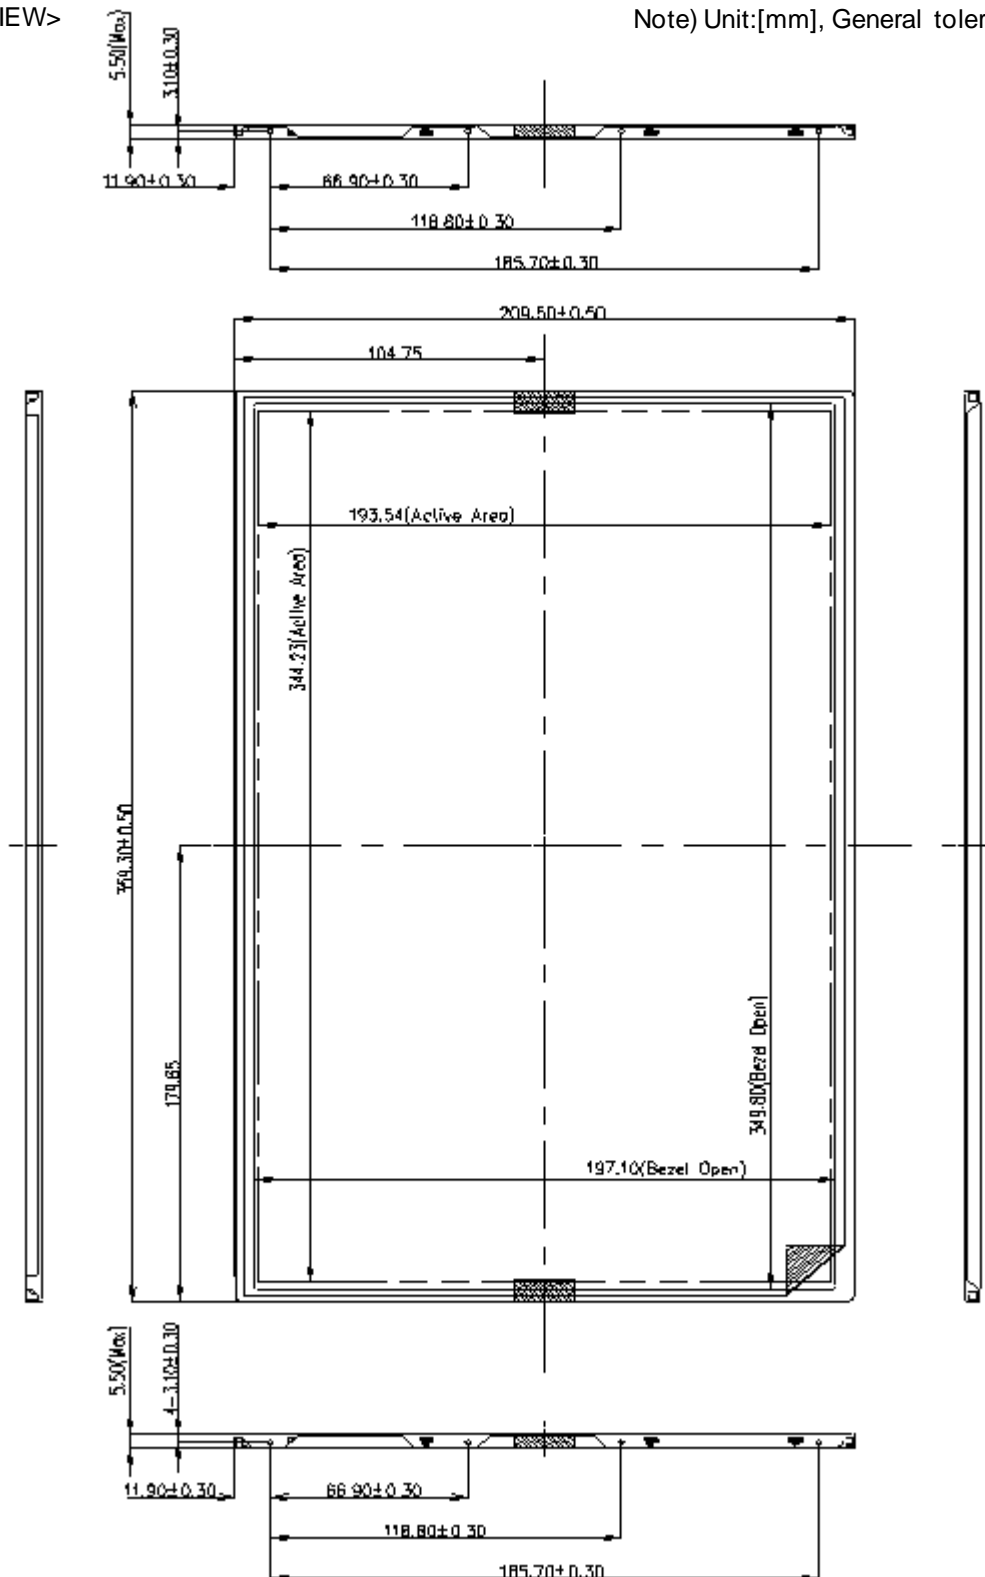 IEW>
Note) Unit:[mm], General toler
5.50(Max)
3.10±0.30
11.90±0.30
66.90±0.30
118.80±0.30
185.70±0.30
209.50±0.50
104.75
193.54(Active Area)
344.23(Active Area)
359.30±0.50
179.65
349.80(Bezel Open)
197.10(Bezel Open)
5.50(Max)
4-3.10±0.30
11.90±0.30
66.90±0.30
118.80±0.30
185.70±0.30